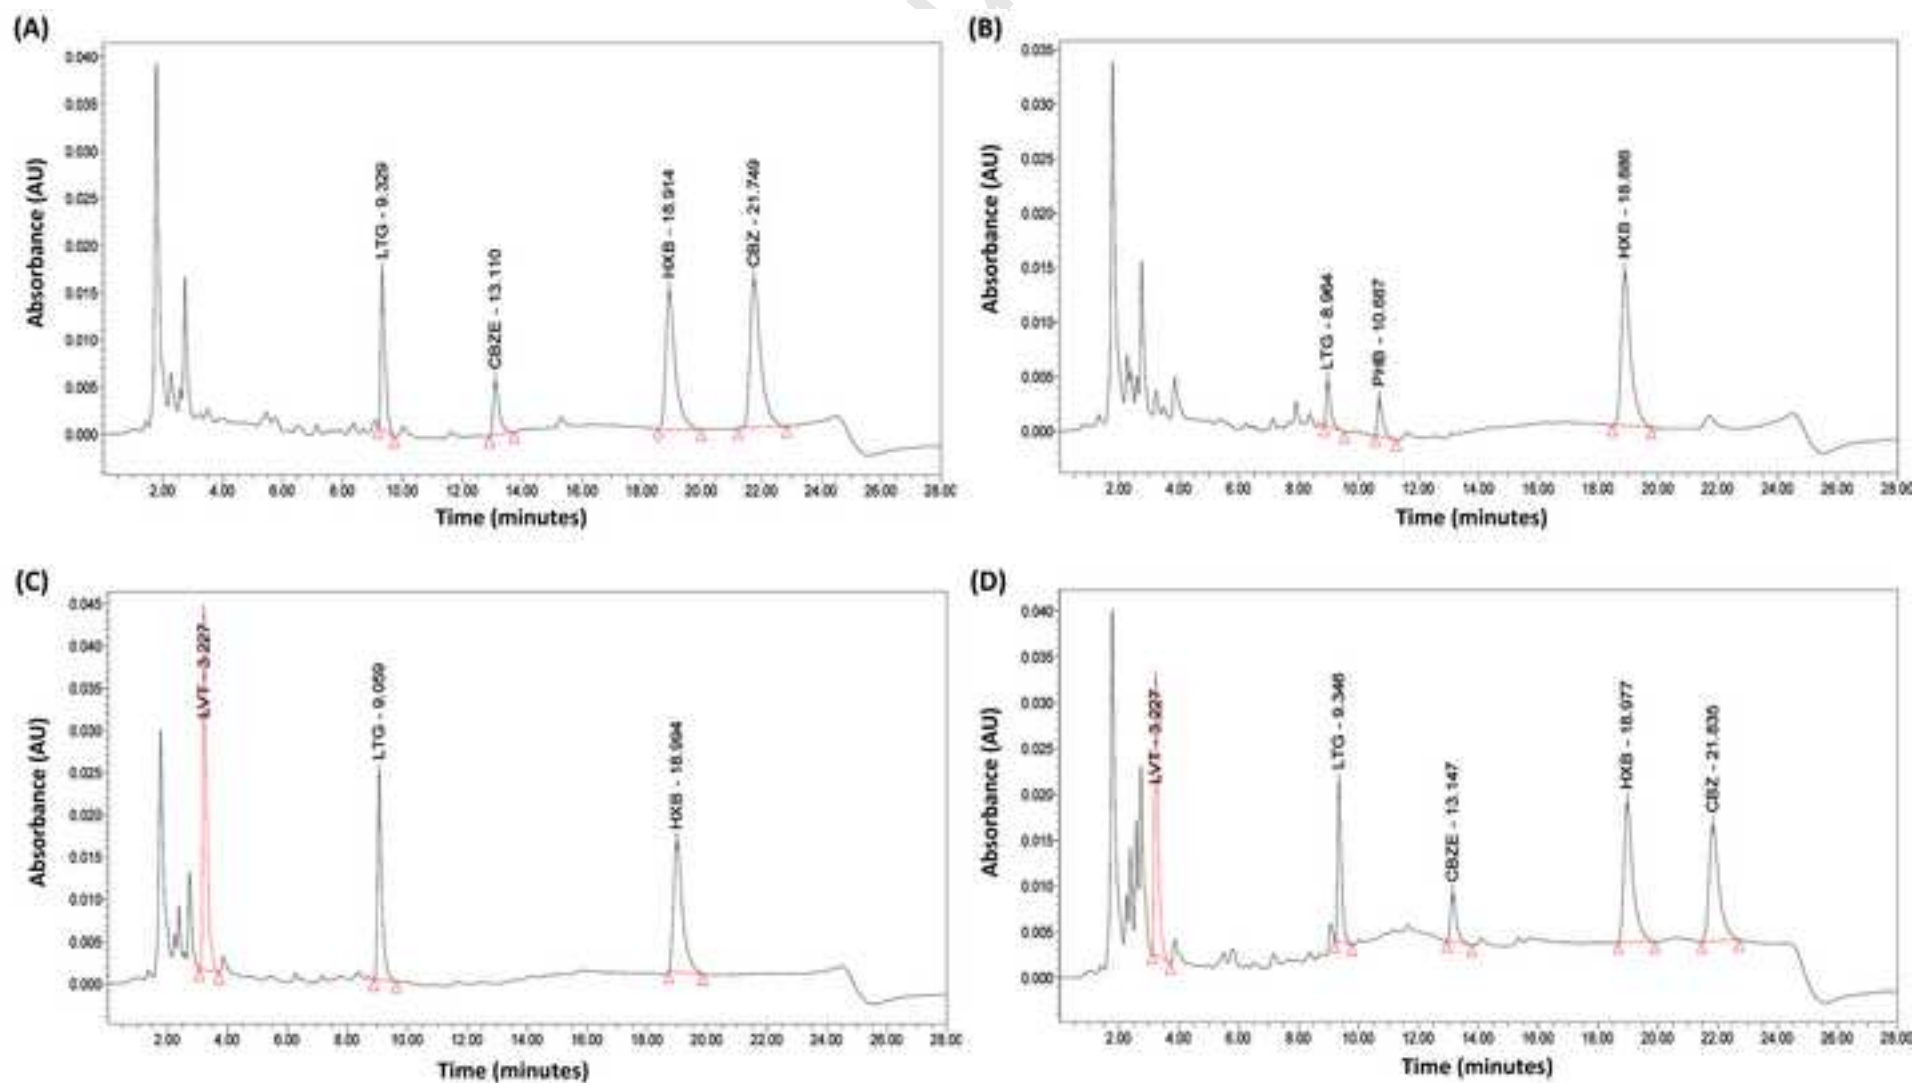 (A)
Absorbance (AU)
0.040
0.035
0.030
0.025
0.020
0.015
0.010
0.005
0.000
LTG - 9.329
CBZE - 13.110
HXB - 18.914
CBZ - 21.749
2.00 4.00 6.00 8.00 10.00 12.00 14.00 16.00 18.00 20.00 22.00 24.00 26.00 28.00
Time (minutes)
(B)
Absorbance (AU)
0.035
0.030
0.025
0.020
0.015
0.010
0.005
0.000
LTG - 8.964
PHB - 10.687
HXB - 18.886
2.00 4.00 6.00 8.00 10.00 12.00 14.00 16.00 18.00 20.00 22.00 24.00 26.00 28.00
Time (minutes)
(C)
Absorbance (AU)
0.045
0.040
0.035
0.030
0.025
0.020
0.015
0.010
0.005
0.000
LVT - 3.227
LTG - 9.059
HXB - 18.994
2.00 4.00 6.00 8.00 10.00 12.00 14.00 16.00 18.00 20.00 22.00 24.00 26.00 28.00
Time (minutes)
(D)
Absorbance (AU)
0.040
0.035
0.030
0.025
0.020
0.015
0.010
0.005
0.000
LVT - 3.227
LTG - 9.346
CBZE - 13.147
HXB - 18.977
CBZ - 21.835
2.00 4.00 6.00 8.00 10.00 12.00 14.00 16.00 18.00 20.00 22.00 24.00 26.00 28.00
Time (minutes)